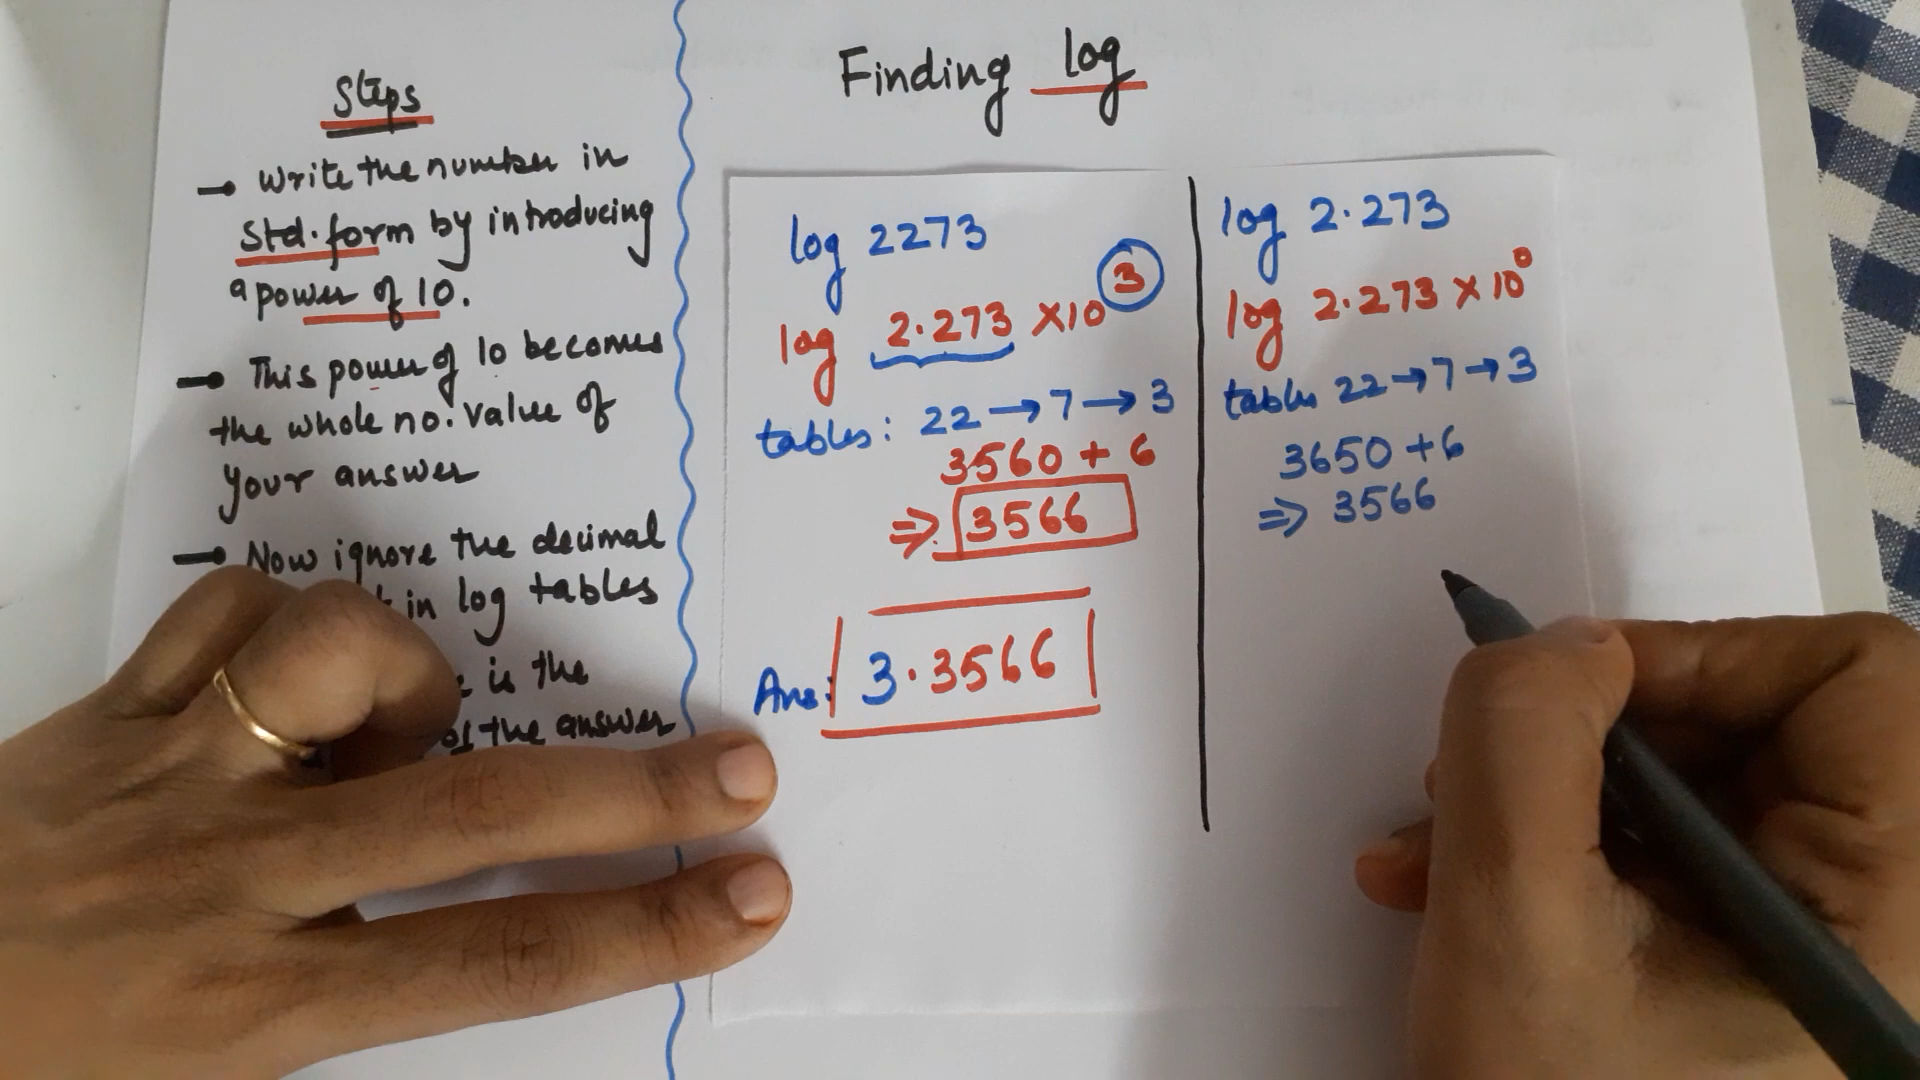 Steps
→ Write the number in
Std. form by introducing
a power of 10.
→ This power of 10 becomes
the whole no. value of
your answer
→ Now ignore the decimal
in log tables
is the
of the answer
Finding log
log 2273
log 2.273 ×10³
tables: 22 → 7 → 3
3560 + 6
⇒ 3566
Ans: 3.3566
log 2.273
log 2.273 × 10⁰
tables 22 → 7 → 3
3650 + 6
⇒ 3566